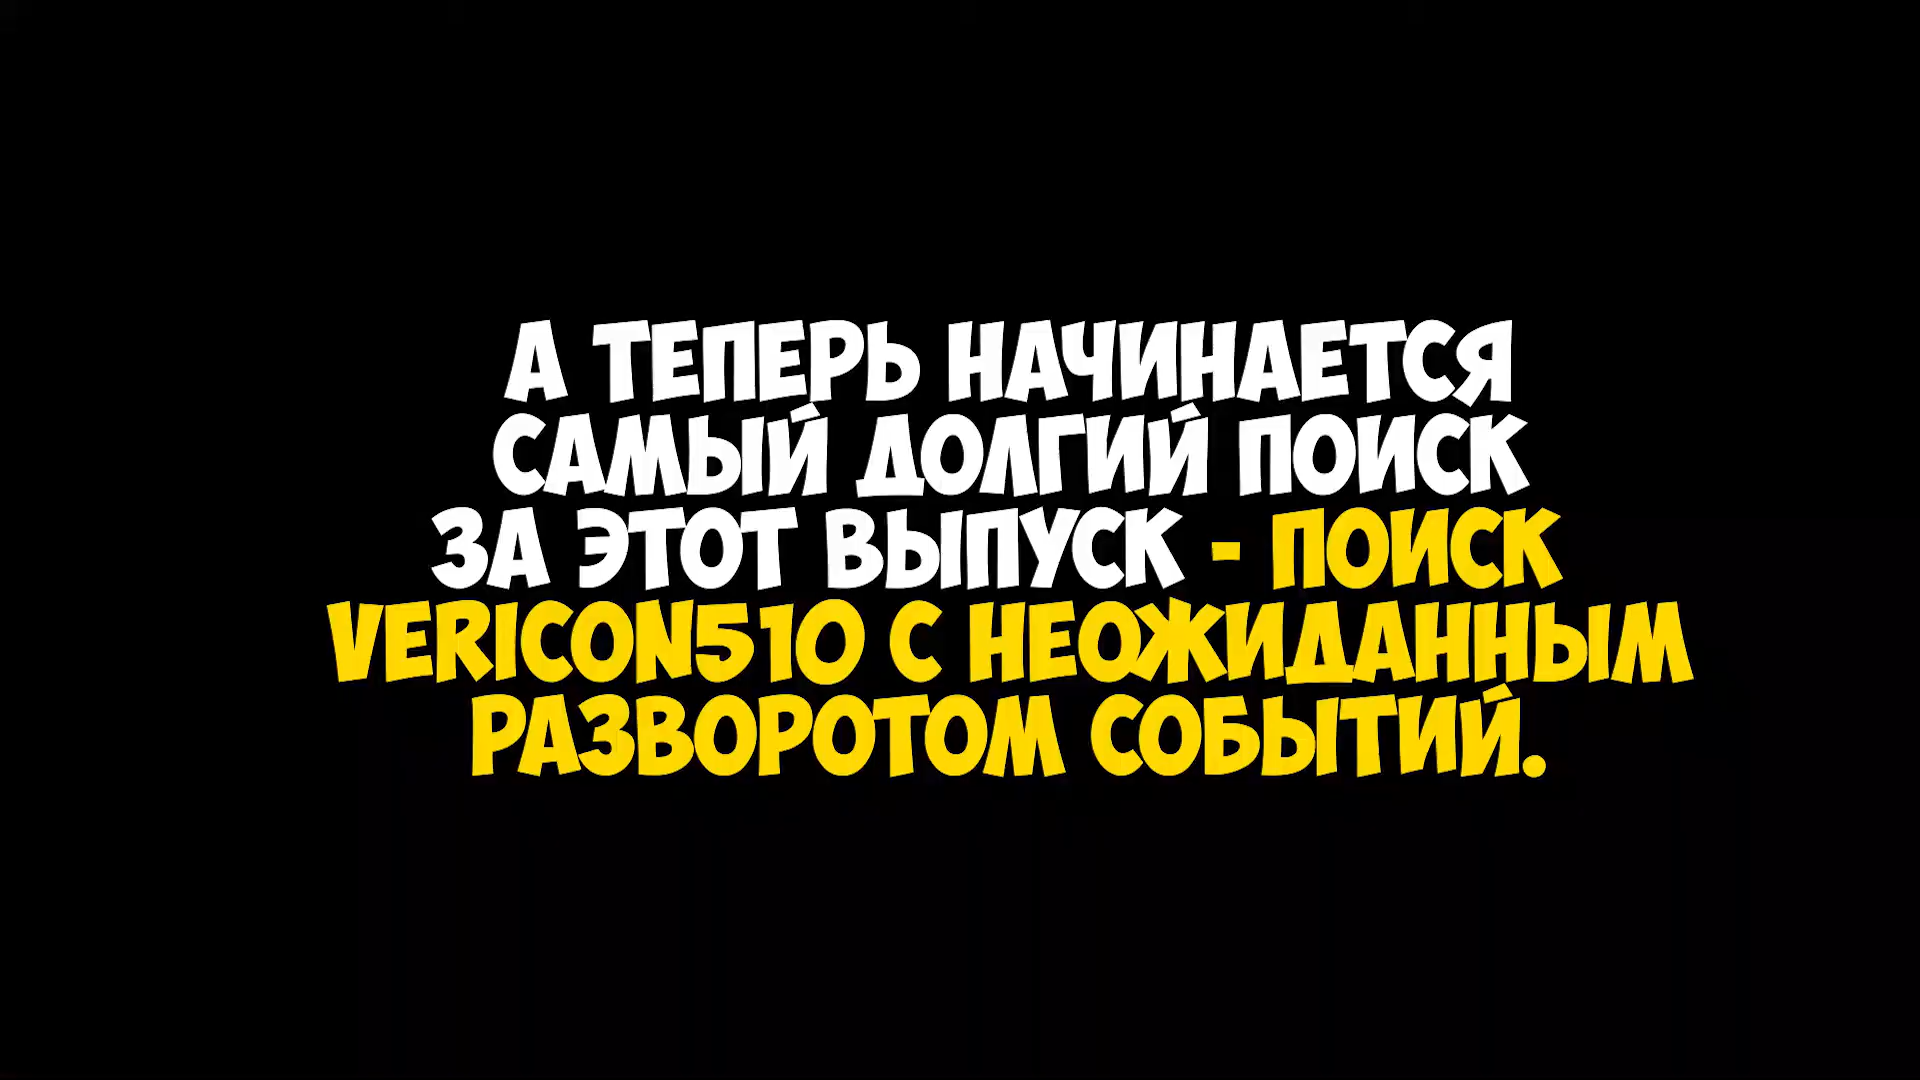 А ТЕПЕРЬ НАЧИНАЕТСЯ
САМЫЙ ДОЛГИЙ ПОИСК
ЗА ЭТОТ ВЫПУСК - ПОИСК
VERICON510 С НЕОЖИДАННЫМ
РАЗВОРОТОМ СОБЫТИЙ.